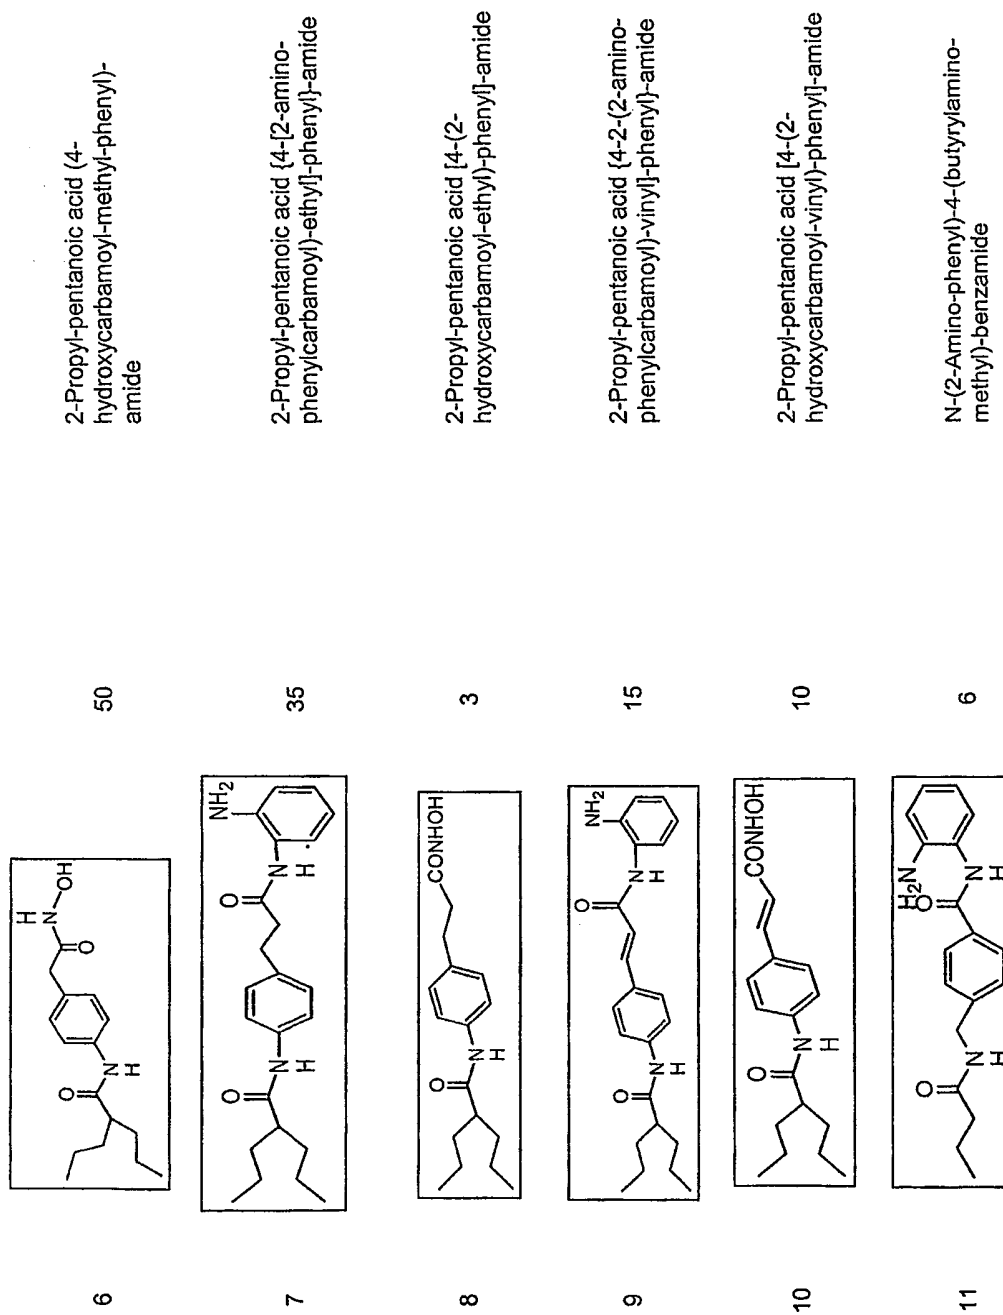 6
H
N
OH
O
O
N
H
50
2-Propyl-pentanoic acid (4-
hydroxycarbamoyl-methyl-phenyl)-
amide
7
O
N
H
O
N
H
NH2
35
2-Propyl-pentanoic acid {4-[2-amino-
phenylcarbamoyl)-ethyl]-phenyl}-amide
8
O
N
H
CONHOH
3
2-Propyl-pentanoic acid [4-(2-
hydroxycarbamoyl-ethyl)-phenyl]-amide
9
O
N
H
O
N
H
NH2
15
2-Propyl-pentanoic acid {4-2-(2-amino-
phenylcarbamoyl)-vinyl]-phenyl}-amide
10
O
N
H
CONHOH
10
2-Propyl-pentanoic acid [4-(2-
hydroxycarbamoyl-vinyl)-phenyl]-amide
11
O
N
H
O
H2N
N
H
6
N-(2-Amino-phenyl)-4-(butyrylamino-
methyl)-benzamide